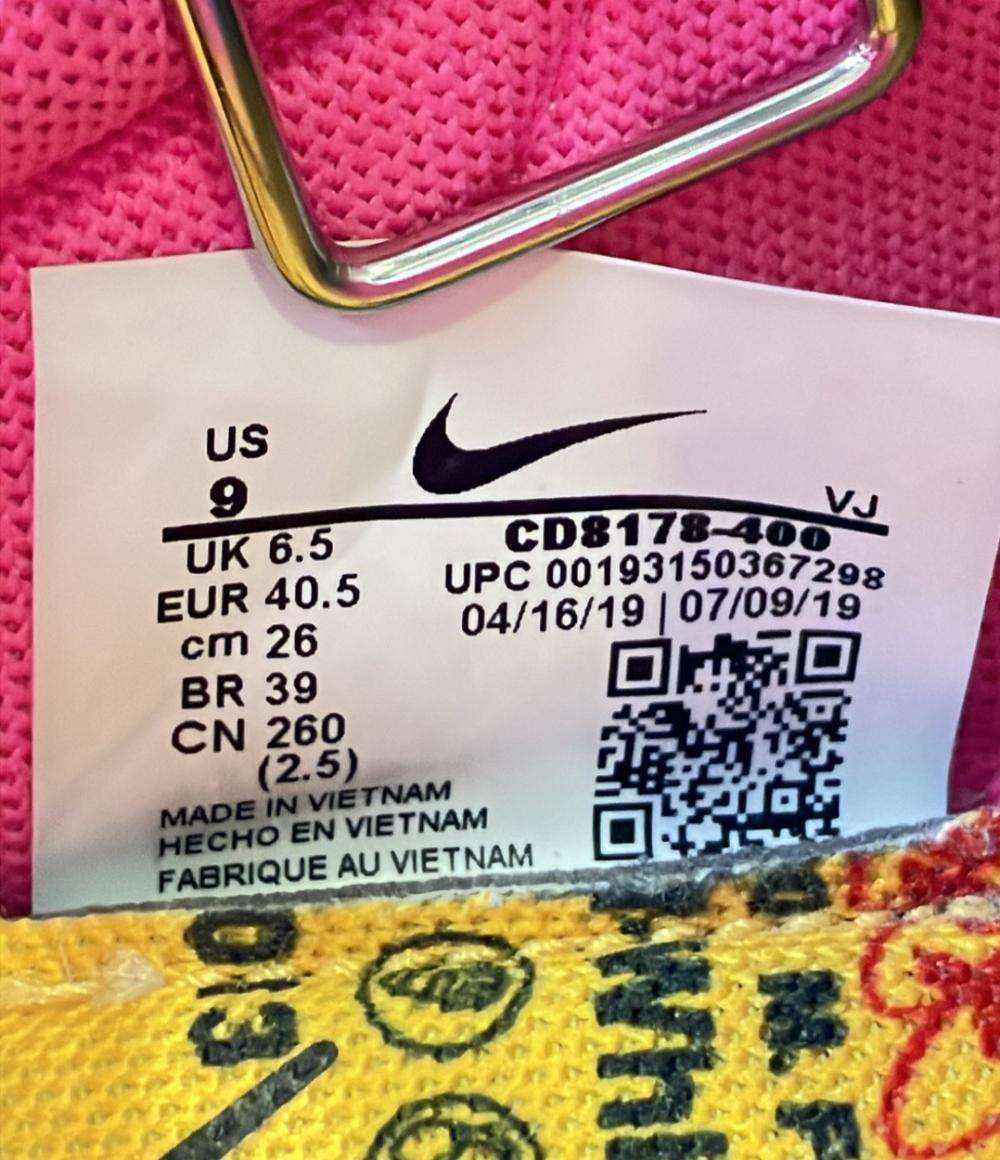 US
9
VJ
UK 6.5
EUR 40.5
cm 26
BR 39
CN 260
(2.5)
CD8178-400
UPC 00193150367298
04/16/19 | 07/09/19
MADE IN VIETNAM
HECHO EN VIETNAM
FABRIQUE AU VIETNAM